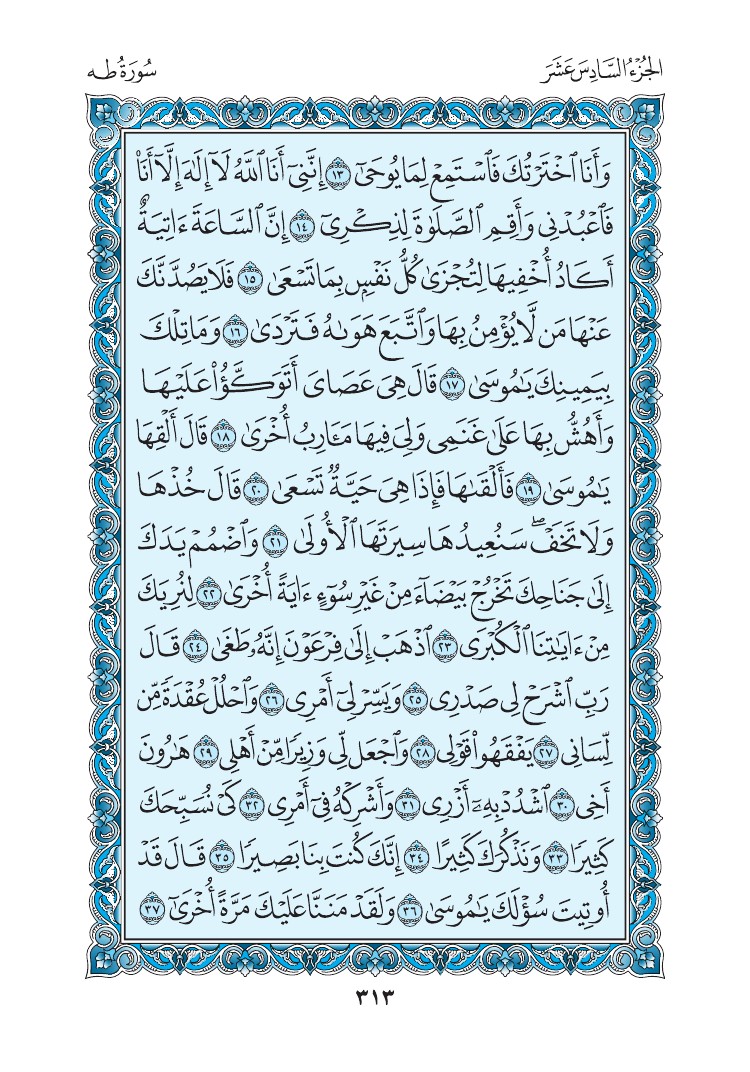 الجُزْءُ السَّادِسَ عَشَرَ
سُورَةُ طه
وَأَنَا ٱخْتَرْتُكَ فَٱسْتَمِعْ لِمَا يُوحَىٰٓ ١٣ إِنَّنِىٓ أَنَا ٱللَّهُ لَآ إِلَٰهَ إِلَّآ أَنَا۠
فَٱعْبُدْنِى وَأَقِمِ ٱلصَّلَوٰةَ لِذِكْرِىٓ ١٤ إِنَّ ٱلسَّاعَةَ ءَاتِيَةٌ
أَكَادُ أُخْفِيهَا لِتُجْزَىٰ كُلُّ نَفْسٍۭ بِمَا تَسْعَىٰ ١٥ فَلَا يَصُدَّنَّكَ
عَنْهَا مَن لَّا يُؤْمِنُ بِهَا وَٱتَّبَعَ هَوَىٰهُ فَتَرْدَىٰ ١٦ وَمَا تِلْكَ
بِيَمِينِكَ يَٰمُوسَىٰ ١٧ قَالَ هِىَ عَصَاىَ أَتَوَكَّؤُا۟ عَلَيْهَا
وَأَهُشُّ بِهَا عَلَىٰ غَنَمِى وَلِىَ فِيهَا مَـَٔارِبُ أُخْرَىٰ ١٨ قَالَ أَلْقِهَا
يَٰمُوسَىٰ ١٩ فَأَلْقَىٰهَا فَإِذَا هِىَ حَيَّةٌ تَسْعَىٰ ٢٠ قَالَ خُذْهَا
وَلَا تَخَفْ ۖ سَنُعِيدُهَا سِيرَتَهَا ٱلْأُولَىٰ ٢١ وَٱضْمُمْ يَدَكَ
إِلَىٰ جَنَاحِكَ تَخْرُجْ بَيْضَآءَ مِنْ غَيْرِ سُوٓءٍ ءَايَةً أُخْرَىٰ ٢٢ لِنُرِيَكَ
مِنْ ءَايَٰتِنَا ٱلْكُبْرَى ٢٣ ٱذْهَبْ إِلَىٰ فِرْعَوْنَ إِنَّهُۥ طَغَىٰ ٢٤ قَالَ
رَبِّ ٱشْرَحْ لِى صَدْرِى ٢٥ وَيَسِّرْ لِىٓ أَمْرِى ٢٦ وَٱحْلُلْ عُقْدَةً مِّن
لِّسَانِى ٢٧ يَفْقَهُوا۟ قَوْلِى ٢٨ وَٱجْعَل لِّى وَزِيرًا مِّنْ أَهْلِى ٢٩ هَٰرُونَ
أَخِى ٣٠ ٱشْدُدْ بِهِۦٓ أَزْرِى ٣١ وَأَشْرِكْهُ فِىٓ أَمْرِى ٣٢ كَىْ نُسَبِّحَكَ
كَثِيرًا ٣٣ وَنَذْكُرَكَ كَثِيرًا ٣٤ إِنَّكَ كُنتَ بِنَا بَصِيرًا ٣٥ قَالَ قَدْ
أُوتِيتَ سُؤْلَكَ يَٰمُوسَىٰ ٣٦ وَلَقَدْ مَنَنَّا عَلَيْكَ مَرَّةً أُخْرَىٰٓ ٣٧
٣١٣